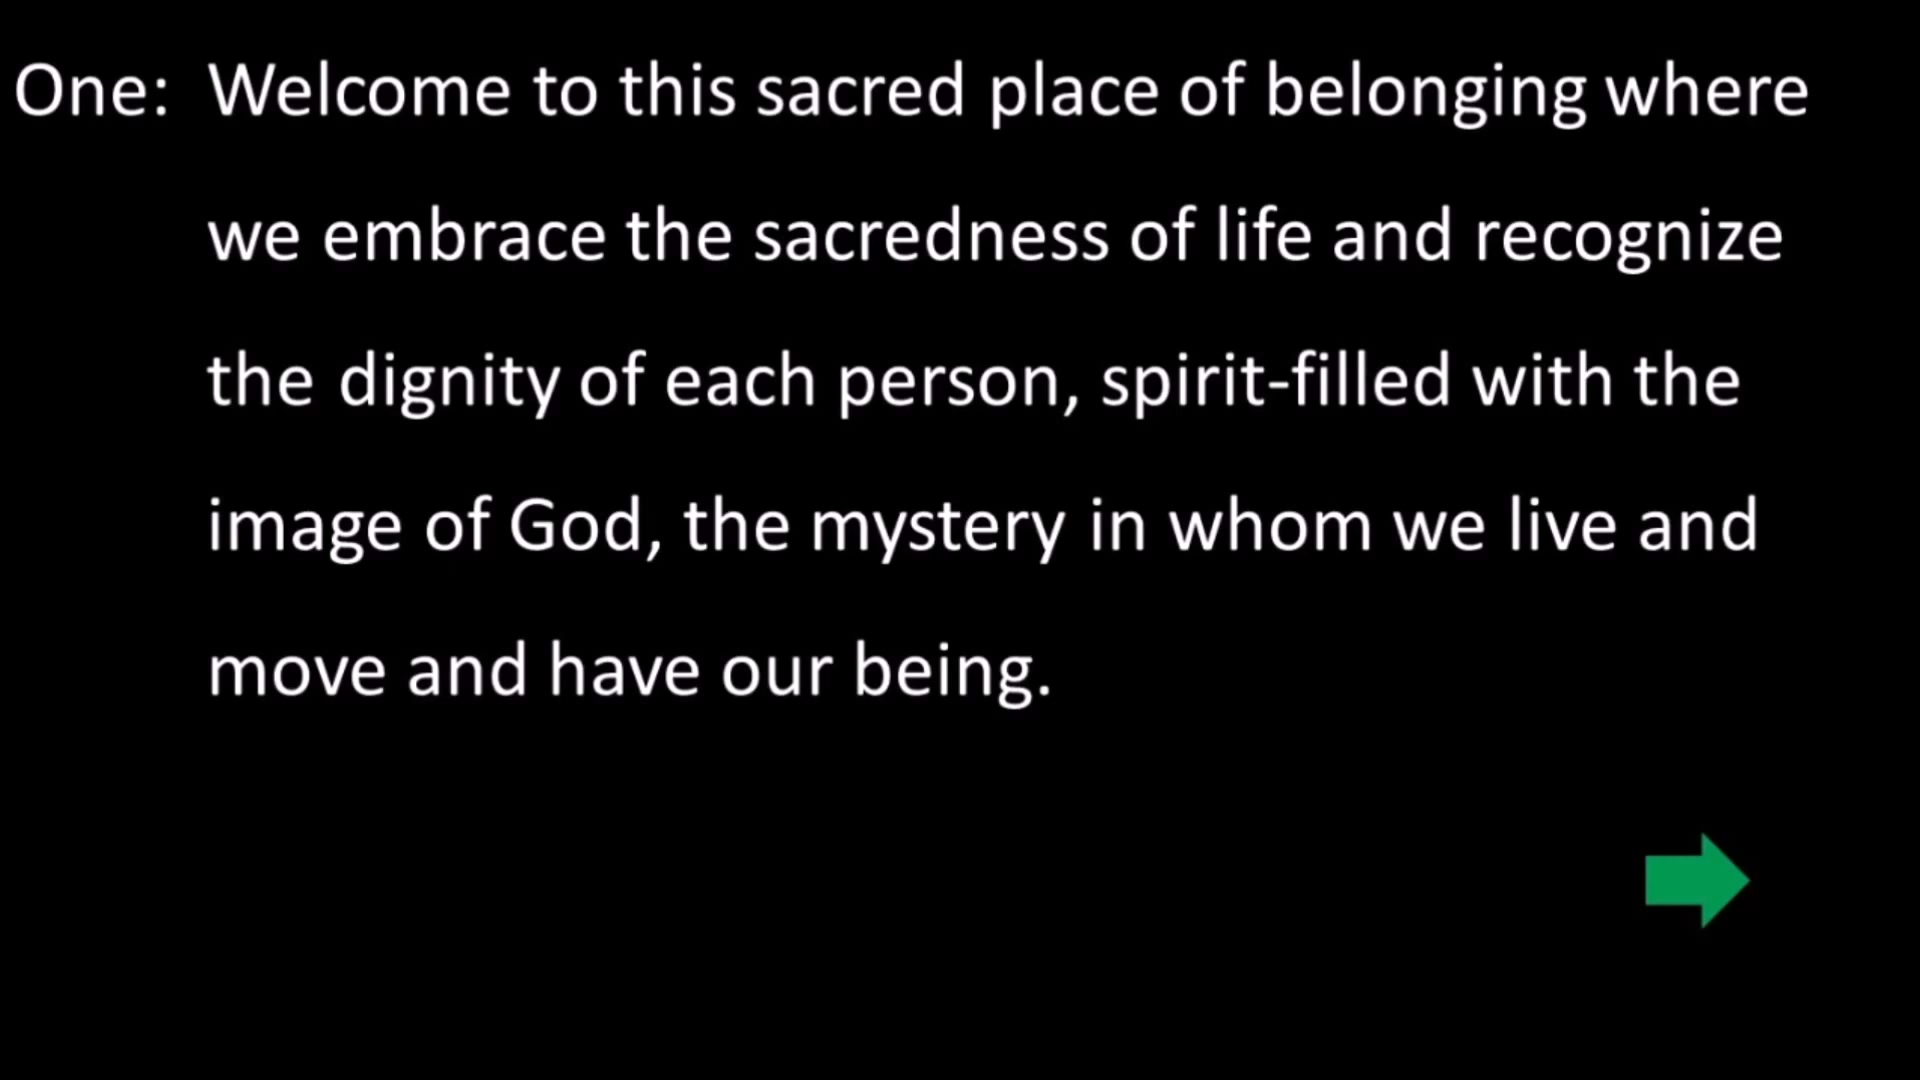 One: Welcome to this sacred place of belonging where
we embrace the sacredness of life and recognize
the dignity of each person, spirit-filled with the
image of God, the mystery in whom we live and
move and have our being.